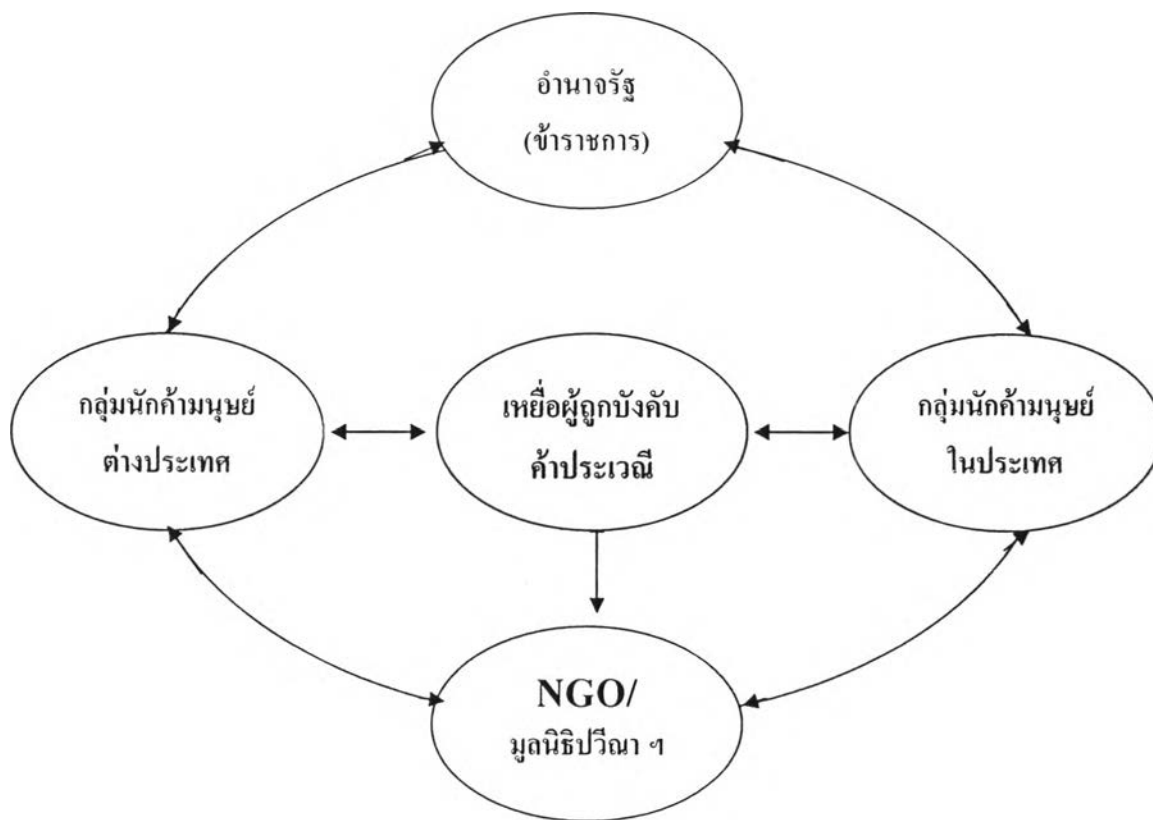 อำนาจรัฐ
(ข้าราชการ)
กลุ่มนักค้ามนุษย์
ต่างประเทศ
เหยื่อผู้ถูกบังคับ
ค้าประเวณี
กลุ่มนักค้ามนุษย์
ในประเทศ
NGO/
มูลนิธิปวีณา ฯ